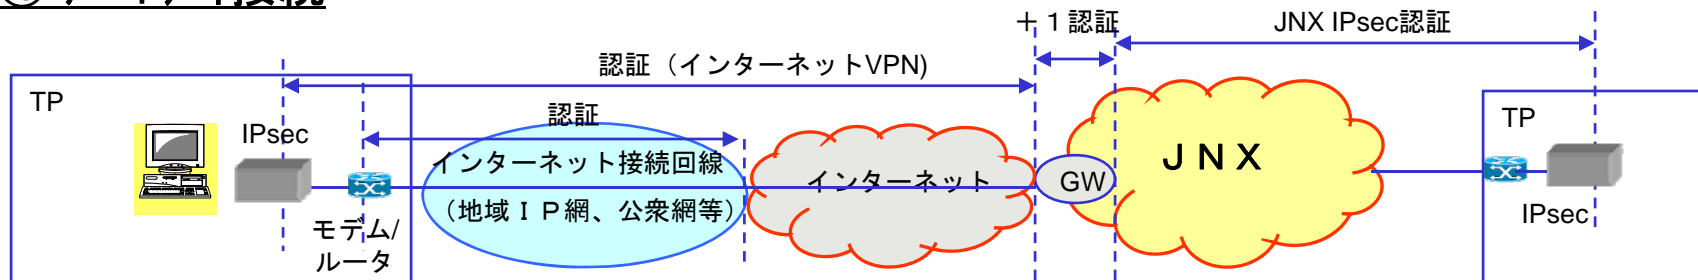 接続
＋１認証
JNX IPsec認証
認証（インターネットVPN)
TP
認証
IPsec
インターネット接続回線
（地域ＩＰ網、公衆網等）
モデム/
ルータ
インターネット
GW
ＪＮＸ
TP
IPsec